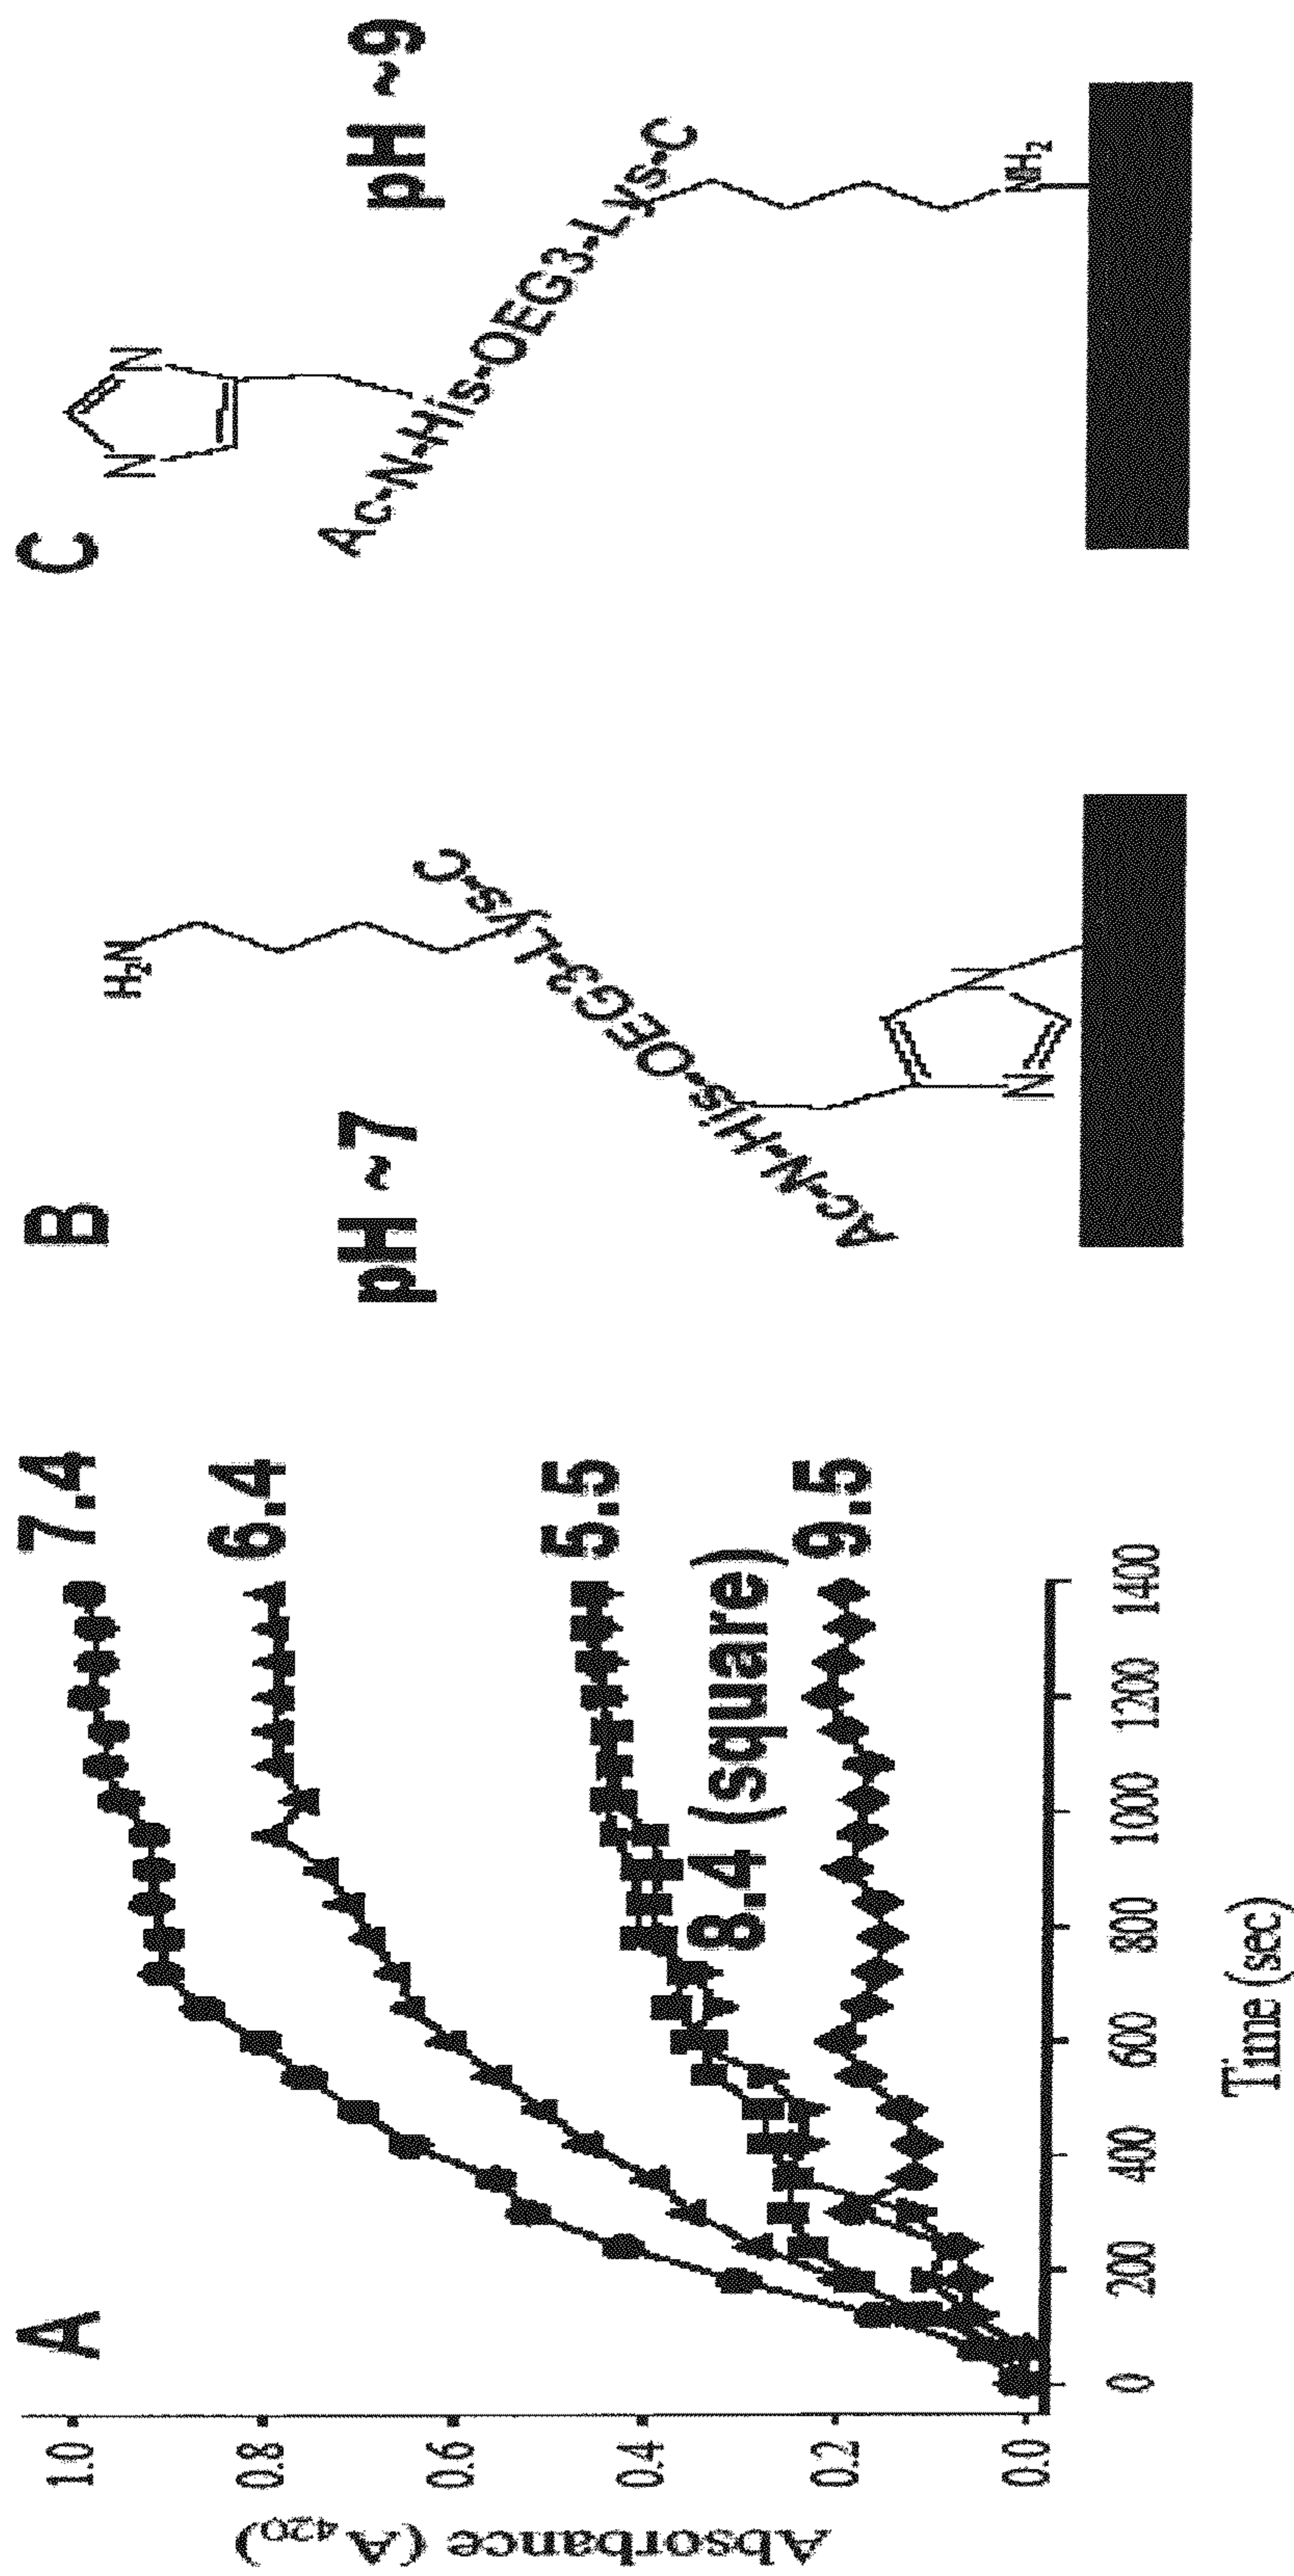 A
Absorbance (A420)
1.0
0.8
0.6
0.4
0.2
0.0
0
200
400
600
800
1000
1200
1400
Time (sec)
7.4
6.4
5.5
8.4 (square)
9.5
B
pH ~7
H2N
Ac-N-His-OEG3-Lys-C
N
N
C
pH ~9
N
N
Ac-N-His-OEG3-Lys-C
NH2